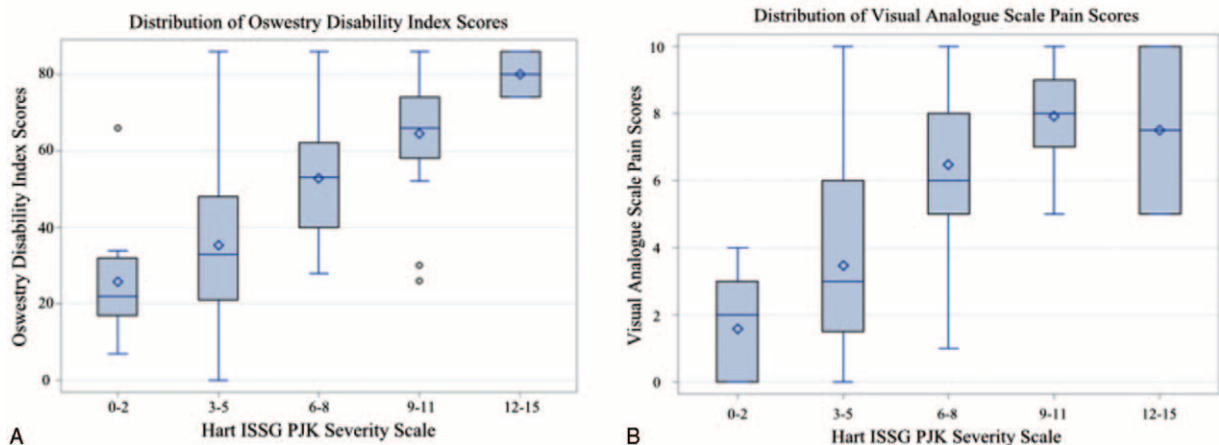 Distribution of Oswestry Disability Index Scores
Oswestry Disability Index Scores
80
60
40
20
0
0-2 3-5 6-8 9-11 12-15
Hart ISSG PJK Severity Scale
A
Distribution of Visual Analogue Scale Pain Scores
Visual Analogue Scale Pain Scores
10
8
6
4
2
0
0-2 3-5 6-8 9-11 12-15
Hart ISSG PJK Severity Scale
B